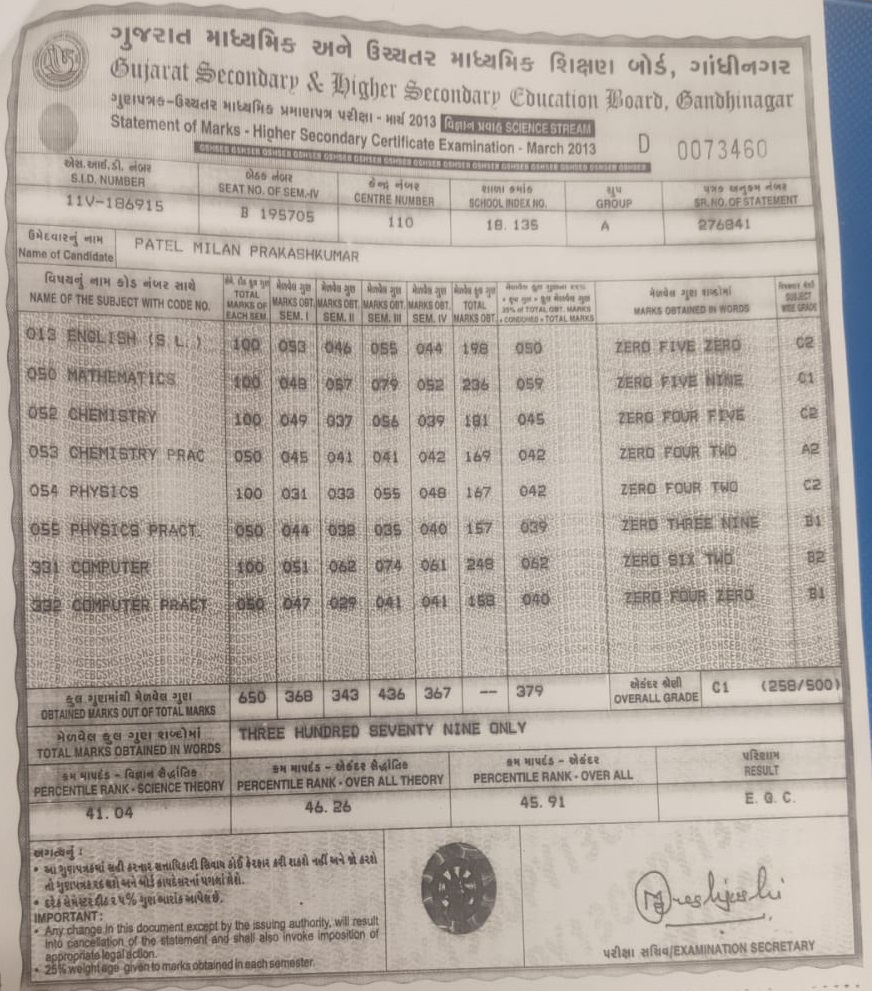 ગુજરાત માધ્યમિક અને ઉચ્ચતર માધ્યમિક શિક્ષણ બોર્ડ, ગાંધીનગર
Gujarat Secondary & Higher Secondary Education Board, Gandhinagar
ગુણપત્રક-ઉચ્ચતર માધ્યમિક પ્રમાણપત્ર પરીક્ષા - માર્ચ 2013 વિજ્ઞાન પ્રવાહ SCIENCE STREAM
Statement of Marks - Higher Secondary Certificate Examination - March 2013 D 0073460
GSHSEB GSHSEB GSHSEB GSHSEB GSHSEB GSHSEB GSHSEB GSHSEB GSHSEB
એસ.આઈ.ડી. નંબર બેઠક નંબર કેન્દ્ર નંબર શાળા ક્રમાંક ગ્રુપ પત્રક અનુક્રમ નંબર
S.I.D. NUMBER SEAT NO. OF SEM.-IV CENTRE NUMBER SCHOOL INDEX NO. GROUP SR. NO. OF STATEMENT
11V-186915 B 195705 110 18.135 A 276841
ઉમેદવારનું નામ
Name of Candidate PATEL MILAN PRAKASHKUMAR
વિષયનું નામ કોડ નંબર સાથે મેળવેલ ગુણ મેળવેલ ગુણ મેળવેલ ગુણ મેળવેલ ગુણ મેળવેલ ગુણ શબ્દોમાં
NAME OF THE SUBJECT WITH CODE NO. TOTAL MARKS OF EACH SEM. MARKS OBT. SEM. I MARKS OBT. SEM. II MARKS OBT. SEM. III MARKS OBT. SEM. IV TOTAL MARKS OBT. 25% of TOTAL OBT. MARKS + CONDONED = TOTAL MARKS MARKS OBTAINED IN WORDS SUBJECT WISE GRADE
013 ENGLISH (S.L.) 100 053 046 055 044 198 050 ZERO FIVE ZERO C2
050 MATHEMATICS 100 048 057 079 052 236 059 ZERO FIVE NINE C1
052 CHEMISTRY 100 049 037 056 039 181 045 ZERO FOUR FIVE C2
053 CHEMISTRY PRAC 050 045 041 041 042 169 042 ZERO FOUR TWO A2
054 PHYSICS 100 031 033 055 048 167 042 ZERO FOUR TWO C2
055 PHYSICS PRACT. 050 044 038 035 040 157 039 ZERO THREE NINE B1
331 COMPUTER 100 051 062 074 061 248 062 ZERO SIX TWO B2
332 COMPUTER PRACT 050 047 029 041 041 158 040 ZERO FOUR ZERO B1
કુલ ગુણમાંથી મેળવેલ ગુણ એકંદર શ્રેણી
OBTAINED MARKS OUT OF TOTAL MARKS 650 368 343 436 367 -- 379 OVERALL GRADE C1 (258/500)
મેળવેલ કુલ ગુણ શબ્દોમાં
TOTAL MARKS OBTAINED IN WORDS THREE HUNDRED SEVENTY NINE ONLY
ક્રમ માપદંડ - વિજ્ઞાન સૈદ્ધાંતિક ક્રમ માપદંડ - એકંદર સૈદ્ધાંતિક ક્રમ માપદંડ - એકંદર પરિણામ
PERCENTILE RANK - SCIENCE THEORY PERCENTILE RANK - OVER ALL THEORY PERCENTILE RANK - OVER ALL RESULT
41.04 46.26 45.91 E.G.C.
અગત્યનું :
• આ ગુણપત્રકમાં સહી કરનાર સત્તાધિકારી સિવાય કોઈ ફેરફાર કરી શકશે નહીં અને જો કરશે
તો ગુણપત્રક રદ થશે અને બોર્ડ કાયદેસરનાં પગલાં લેશે.
IMPORTANT :
• Any change in this document except by the issuing authority, will result
into cancellation of the statement and shall also invoke imposition of
appropriate legal action.
• 25% weight age given to marks obtained in each semester.
પરીક્ષા સચિવ/EXAMINATION SECRETARY